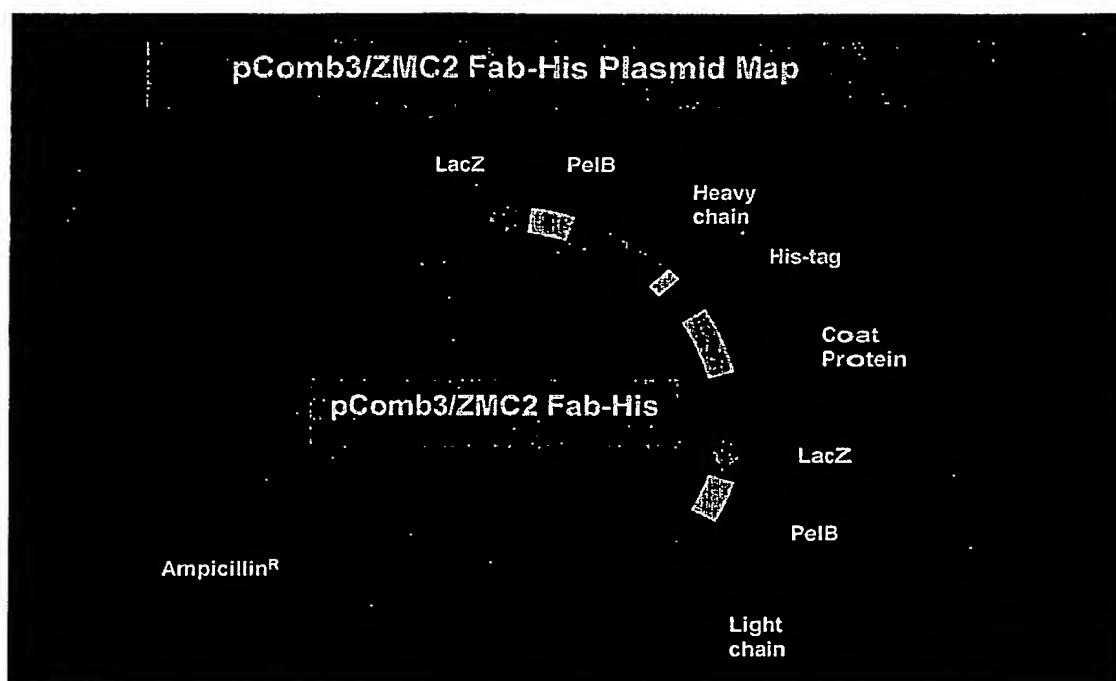 pComb3/ZMC2 Fab-His Plasmid Map
LacZ
PelB
Heavy
chain
His-tag
Coat
Protein
pComb3/ZMC2 Fab-His
LacZ
PelB
Ampicillinᴿ
Light
chain